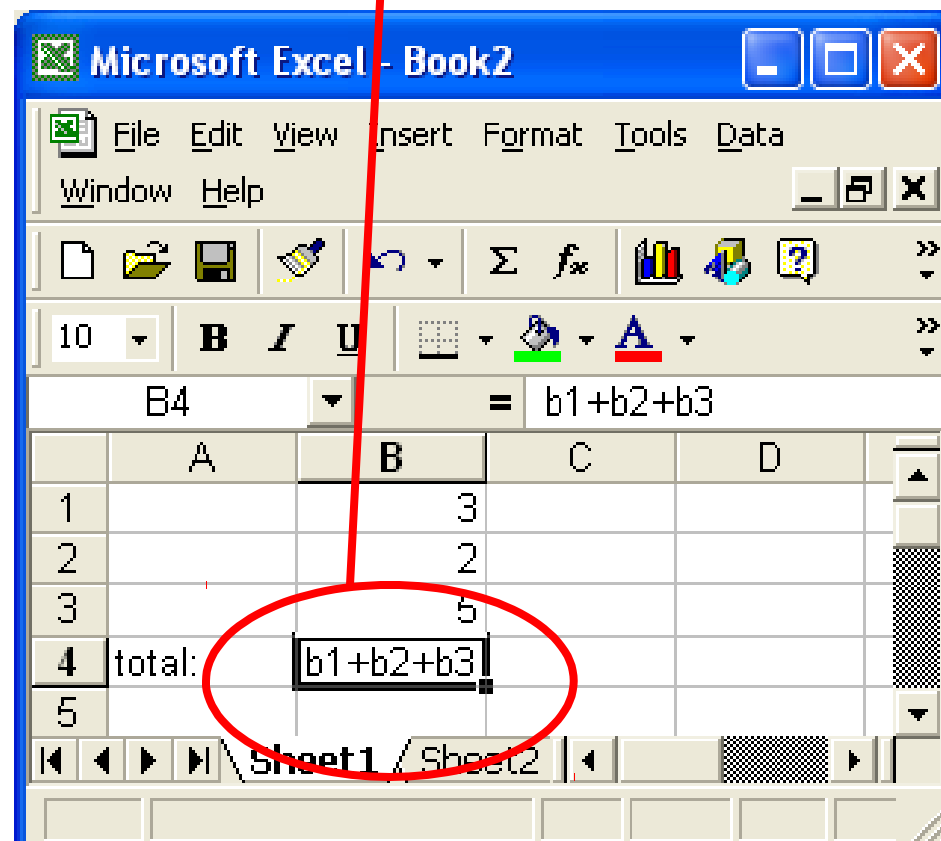 Microsoft Excel - Book2
File Edit View Insert Format Tools Data
Window Help
10 B I U A
B4 = b1+b2+b3
A B C D
1 3
2 2
3
4 total: b1+b2+b3
5
Sheet1 Sheet2